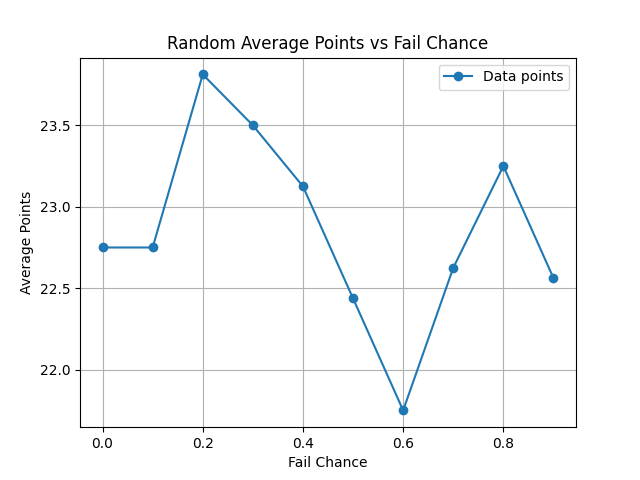 Random Average Points vs Fail Chance
Data points
Average Points
23.5
23.0
22.5
22.0
0.0 0.2 0.4 0.6 0.8
Fail Chance